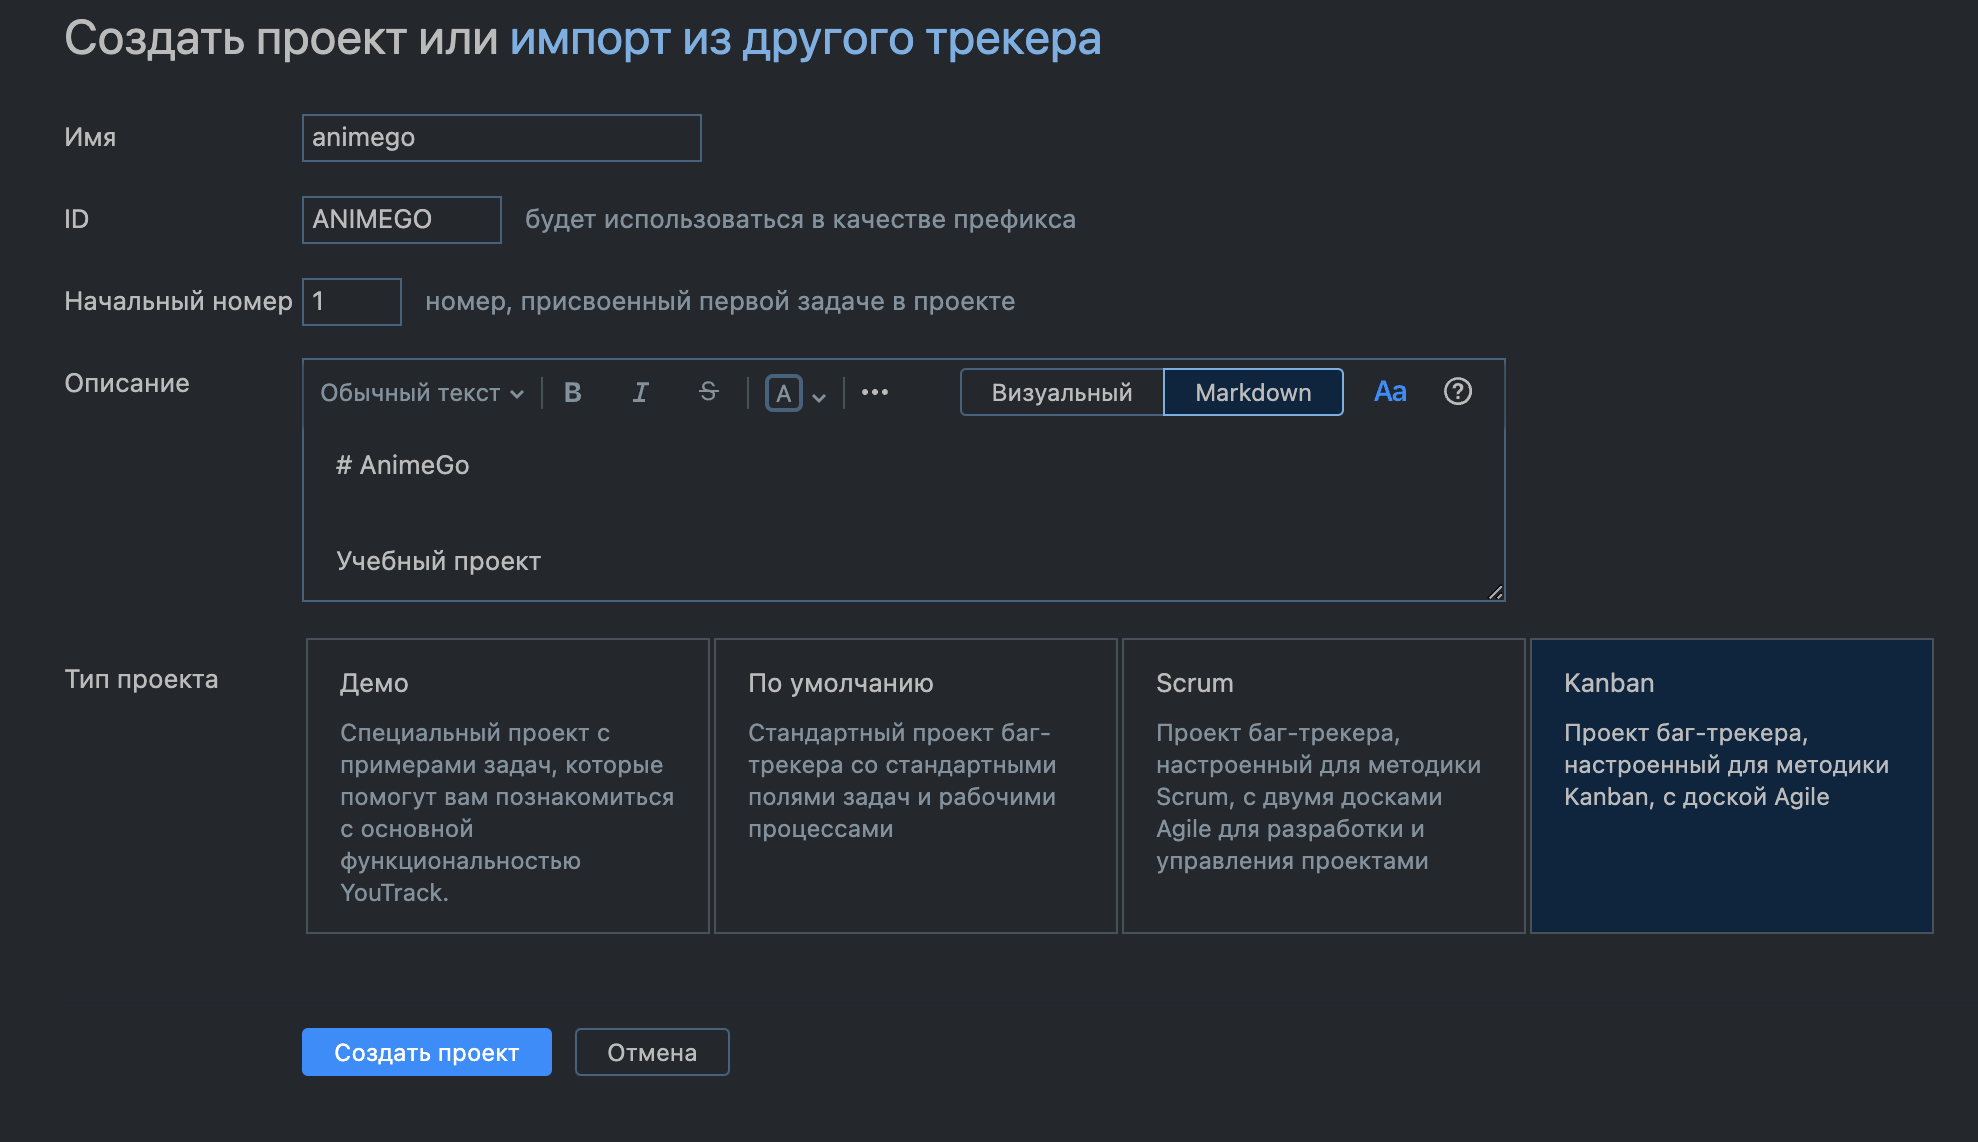 Создать проект или импорт из другого трекера
Имя
animego
ID
ANIMEGO
будет использоваться в качестве префикса
Начальный номер
1
номер, присвоенный первой задаче в проекте
Описание
Обычный текст
B
I
S
A
Визуальный
Markdown
Aa
?
# AnimeGo
Учебный проект
Тип проекта
Демо
Специальный проект с
примерами задач, которые
помогут вам познакомиться
с основной
функциональностью
YouTrack.
По умолчанию
Стандартный проект баг-
трекера со стандартными
полями задач и рабочими
процессами
Scrum
Проект баг-трекера,
настроенный для методики
Scrum, с двумя досками
Agile для разработки и
управления проектами
Kanban
Проект баг-трекера,
настроенный для методики
Kanban, с доской Agile
Создать проект
Отмена